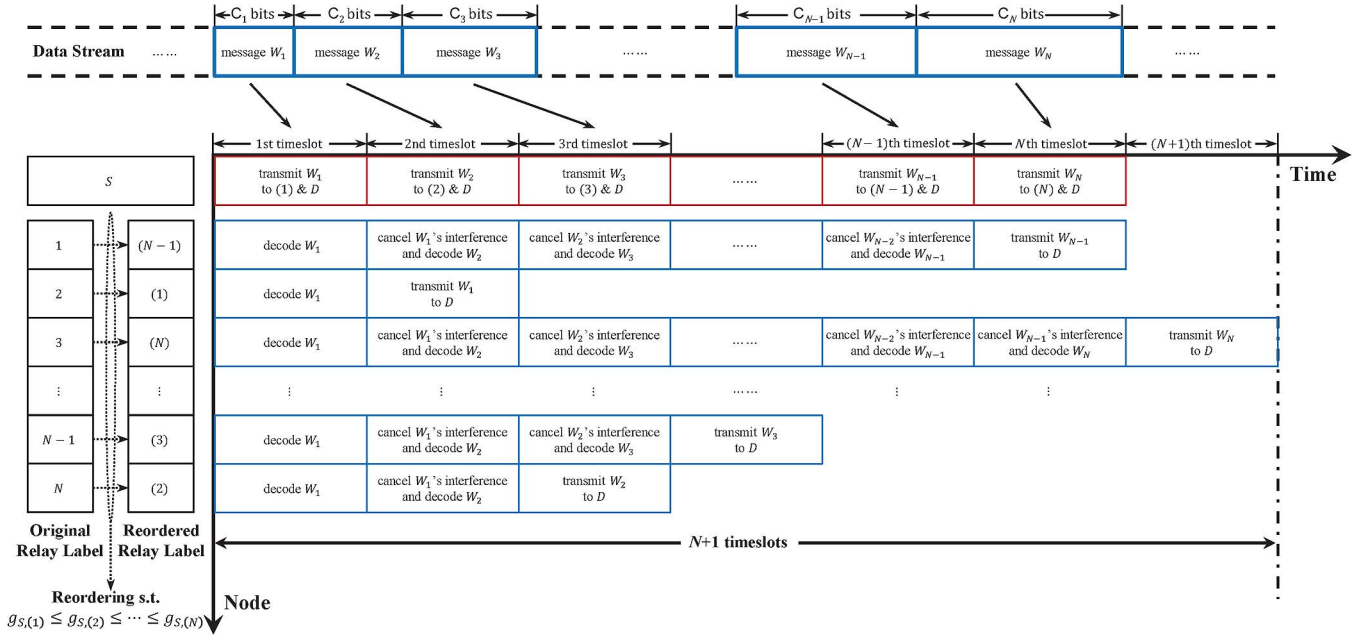 C₁ bits C₂ bits C₃ bits C_{N−1} bits C_N bits
Data Stream …… message W₁ message W₂ message W₃ …… message W_{N−1} message W_N ……
1st timeslot 2nd timeslot 3rd timeslot (N−1)th timeslot Nth timeslot (N+1)th timeslot
Time
S
transmit W₁
to (1) & D
transmit W₂
to (2) & D
transmit W₃
to (3) & D
……
transmit W_{N−1}
to (N − 1) & D
transmit W_N
to (N) & D
1 (N−1)
decode W₁
cancel W₁'s interference
and decode W₂
cancel W₂'s interference
and decode W₃
……
cancel W_{N−2}'s interference
and decode W_{N−1}
transmit W_{N−1}
to D
2 (1)
decode W₁
transmit W₁
to D
3 (N)
decode W₁
cancel W₁'s interference
and decode W₂
cancel W₂'s interference
and decode W₃
……
cancel W_{N−2}'s interference
and decode W_{N−1}
cancel W_{N−1}'s interference
and decode W_N
transmit W_N
to D
⋮ ⋮ ⋮ ⋮ ⋮ …… ⋮ ⋮
N − 1 (3)
decode W₁
cancel W₁'s interference
and decode W₂
cancel W₂'s interference
and decode W₃
transmit W₃
to D
N (2)
decode W₁
cancel W₁'s interference
and decode W₂
transmit W₂
to D
Original
Relay Label
Reordered
Relay Label
N+1 timeslots
Reordering s.t.
g_{S,(1)} ≤ g_{S,(2)} ≤ ⋯ ≤ g_{S,(N)}
Node